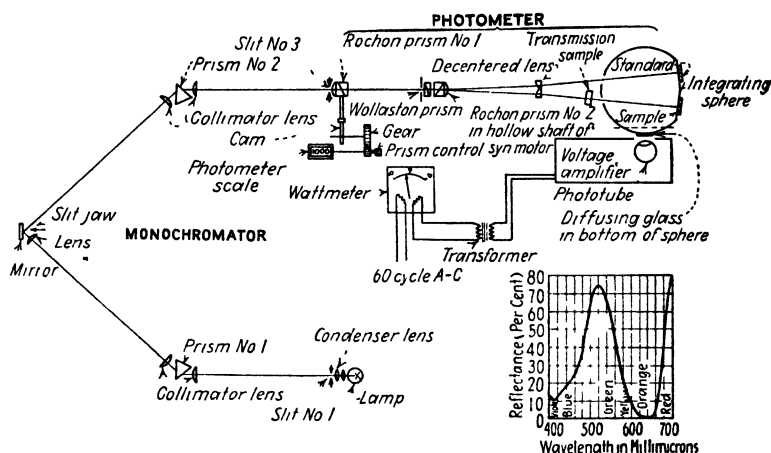 PHOTOMETER
Slit No 3
Rochon prism No 1
Transmission
sample
Prism No 2
Decentered lens
Standard
Integrating
sphere
Collimator lens
Wollaston prism
Rochon prism No 2
in hollow shaft of
syn motor
Sample
Cam
Gear
Prism control
Photometer
scale
Wattmeter
Voltage
amplifier
Phototube
Slit jaw
Lens
Mirror
MONOCHROMATOR
Diffusing glass
in bottom of sphere
Transformer
60 cycle A-C
Prism No 1
Condenser lens
Collimator lens
Slit No 1
Lamp
Reflectance (Per Cent)
80
70
60
50
40
30
20
10
0
Violet
Blue
Green
Yellow
Orange
Red
400
500
600
700
Wavelength in Millimicrons